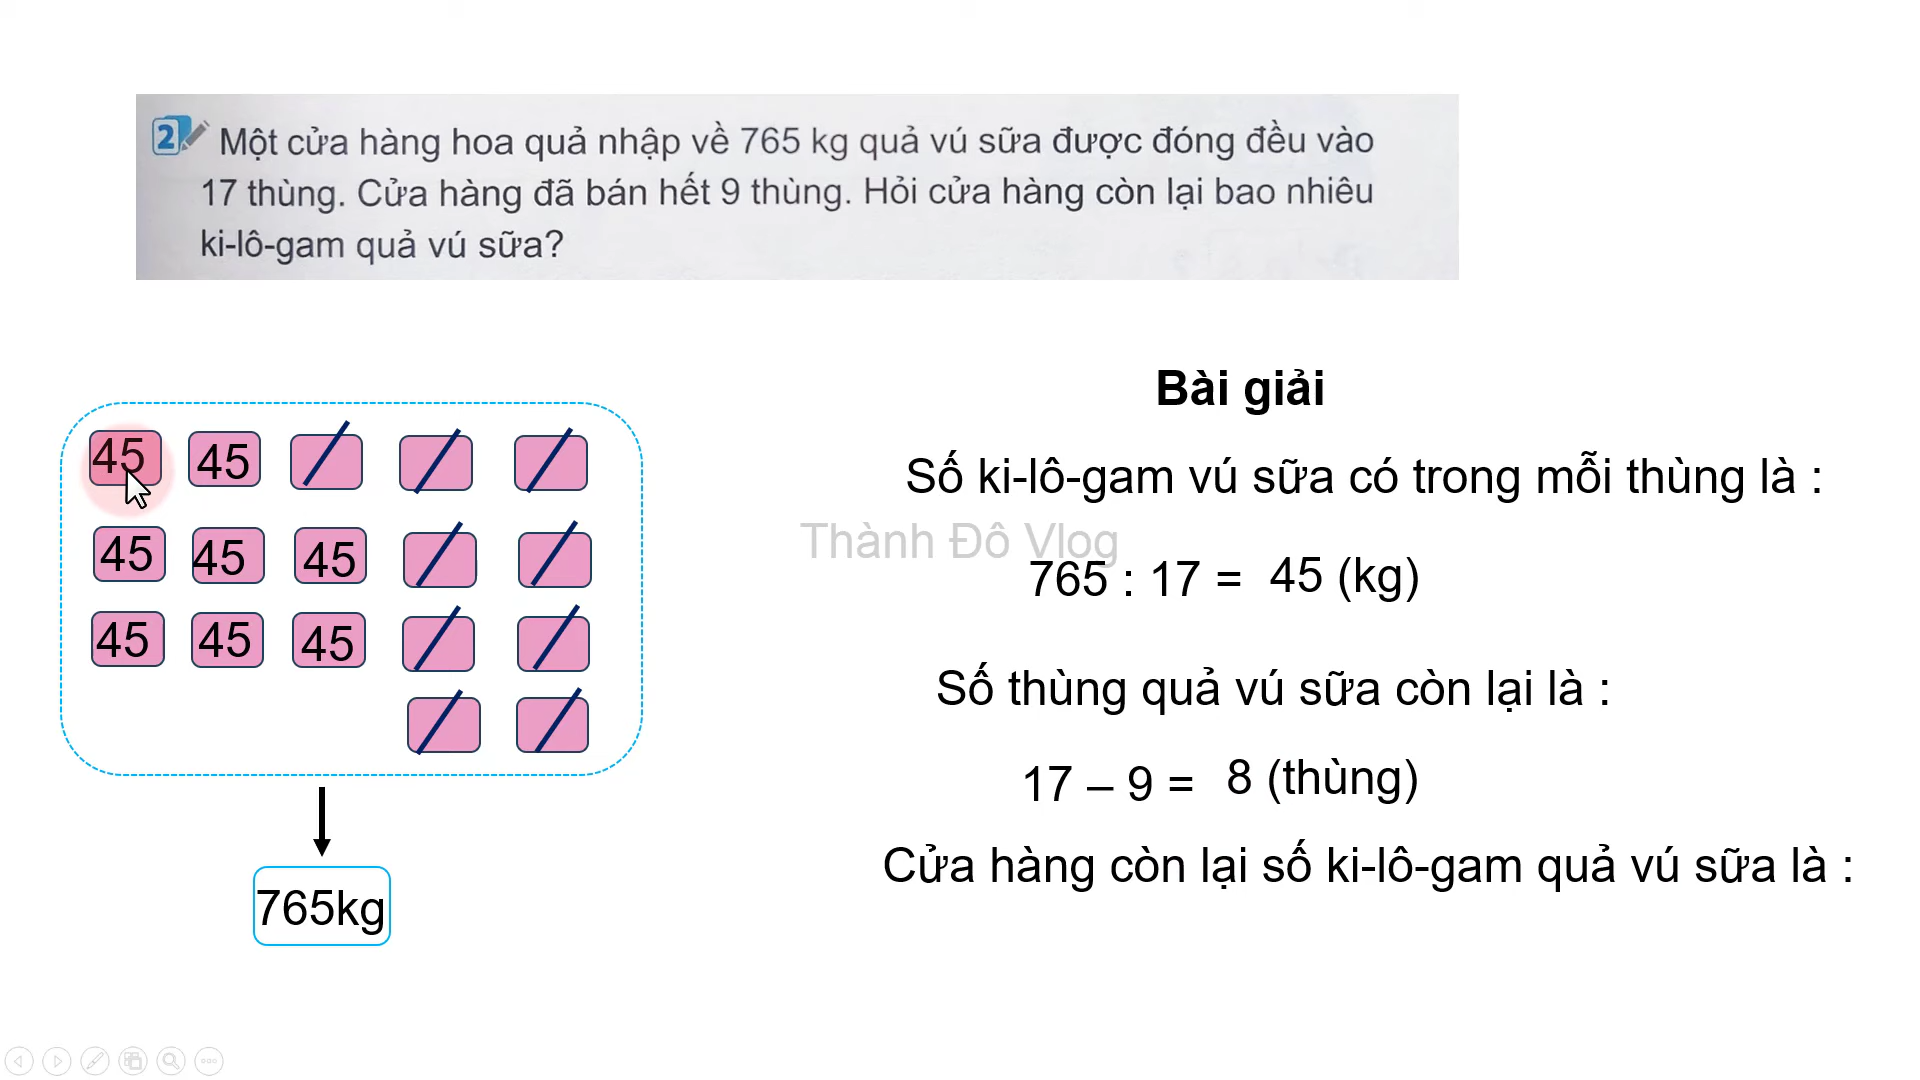 2 Một cửa hàng hoa quả nhập về 765 kg quả vú sữa được đóng đều vào
17 thùng. Cửa hàng đã bán hết 9 thùng. Hỏi cửa hàng còn lại bao nhiêu
ki-lô-gam quả vú sữa?
45 45
45 45 45
45 45 45
765kg
Bài giải
Số ki-lô-gam vú sữa có trong mỗi thùng là :
Thành Đô Vlog
765 : 17 = 45 (kg)
Số thùng quả vú sữa còn lại là :
17 – 9 = 8 (thùng)
Cửa hàng còn lại số ki-lô-gam quả vú sữa là :